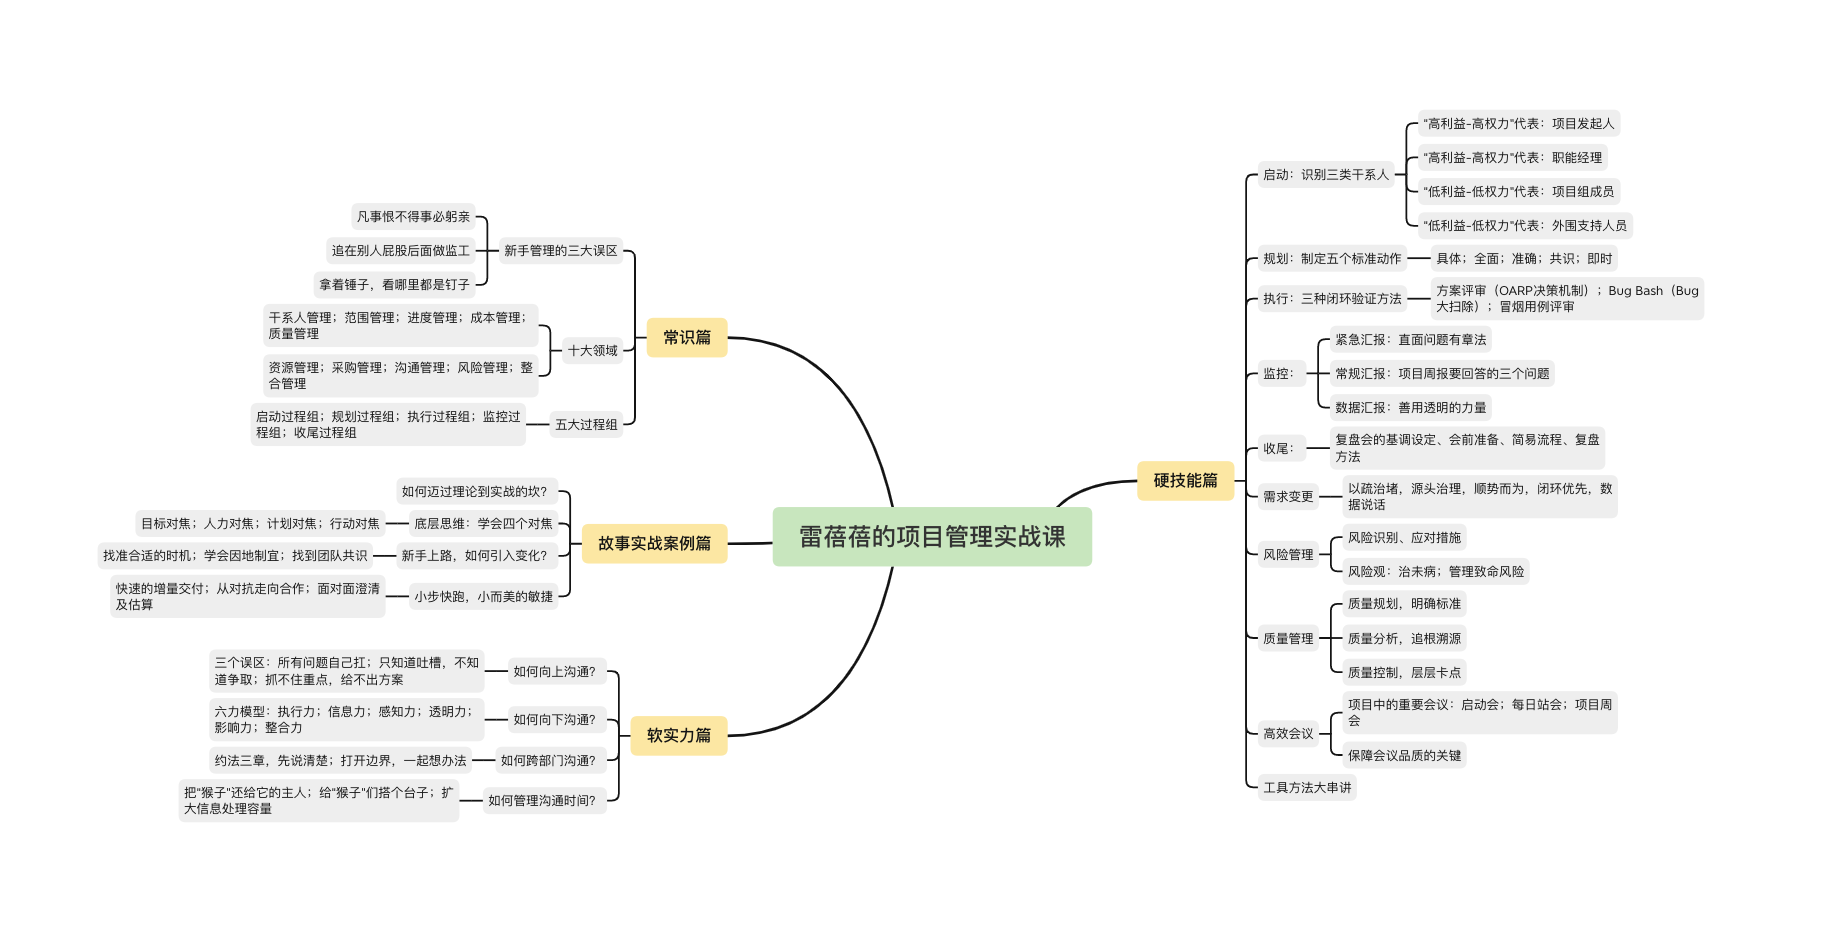 雷蓓蓓的项目管理实战课
常识篇
新手管理的三大误区
凡事恨不得事必躬亲
追在别人屁股后面做监工
拿着锤子，看哪里都是钉子
十大领域
干系人管理；范围管理；进度管理；成本管理；
质量管理
资源管理；采购管理；沟通管理；风险管理；整
合管理
五大过程组
启动过程组；规划过程组；执行过程组；监控过
程组；收尾过程组
故事实战案例篇
如何迈过理论到实战的坎？
底层思维：学会四个对焦
目标对焦；人力对焦；计划对焦；行动对焦
新手上路，如何引入变化？
找准合适的时机；学会因地制宜；找到团队共识
小步快跑，小而美的敏捷
快速的增量交付；从对抗走向合作；面对面澄清
及估算
软实力篇
如何向上沟通？
三个误区：所有问题自己扛；只知道吐槽，不知
道争取；抓不住重点，给不出方案
如何向下沟通？
六力模型：执行力；信息力；感知力；透明力；
影响力；整合力
如何跨部门沟通？
约法三章，先说清楚；打开边界，一起想办法
如何管理沟通时间？
把"猴子"还给它的主人；给"猴子"们搭个台子；扩
大信息处理容量
硬技能篇
启动：识别三类干系人
"高利益-高权力"代表：项目发起人
"高利益-高权力"代表：职能经理
"低利益-低权力"代表：项目组成员
"低利益-低权力"代表：外围支持人员
规划：制定五个标准动作
具体；全面；准确；共识；即时
执行：三种闭环验证方法
方案评审（OARP决策机制）；Bug Bash（Bug
大扫除）；冒烟用例评审
监控：
紧急汇报：直面问题有章法
常规汇报：项目周报要回答的三个问题
数据汇报：善用透明的力量
收尾：
复盘会的基调设定、会前准备、简易流程、复盘
方法
需求变更
以疏治堵，源头治理，顺势而为，闭环优先，数
据说话
风险管理
风险识别、应对措施
风险观：治未病；管理致命风险
质量管理
质量规划，明确标准
质量分析，追根溯源
质量控制，层层卡点
高效会议
项目中的重要会议：启动会；每日站会；项目周
会
保障会议品质的关键
工具方法大串讲